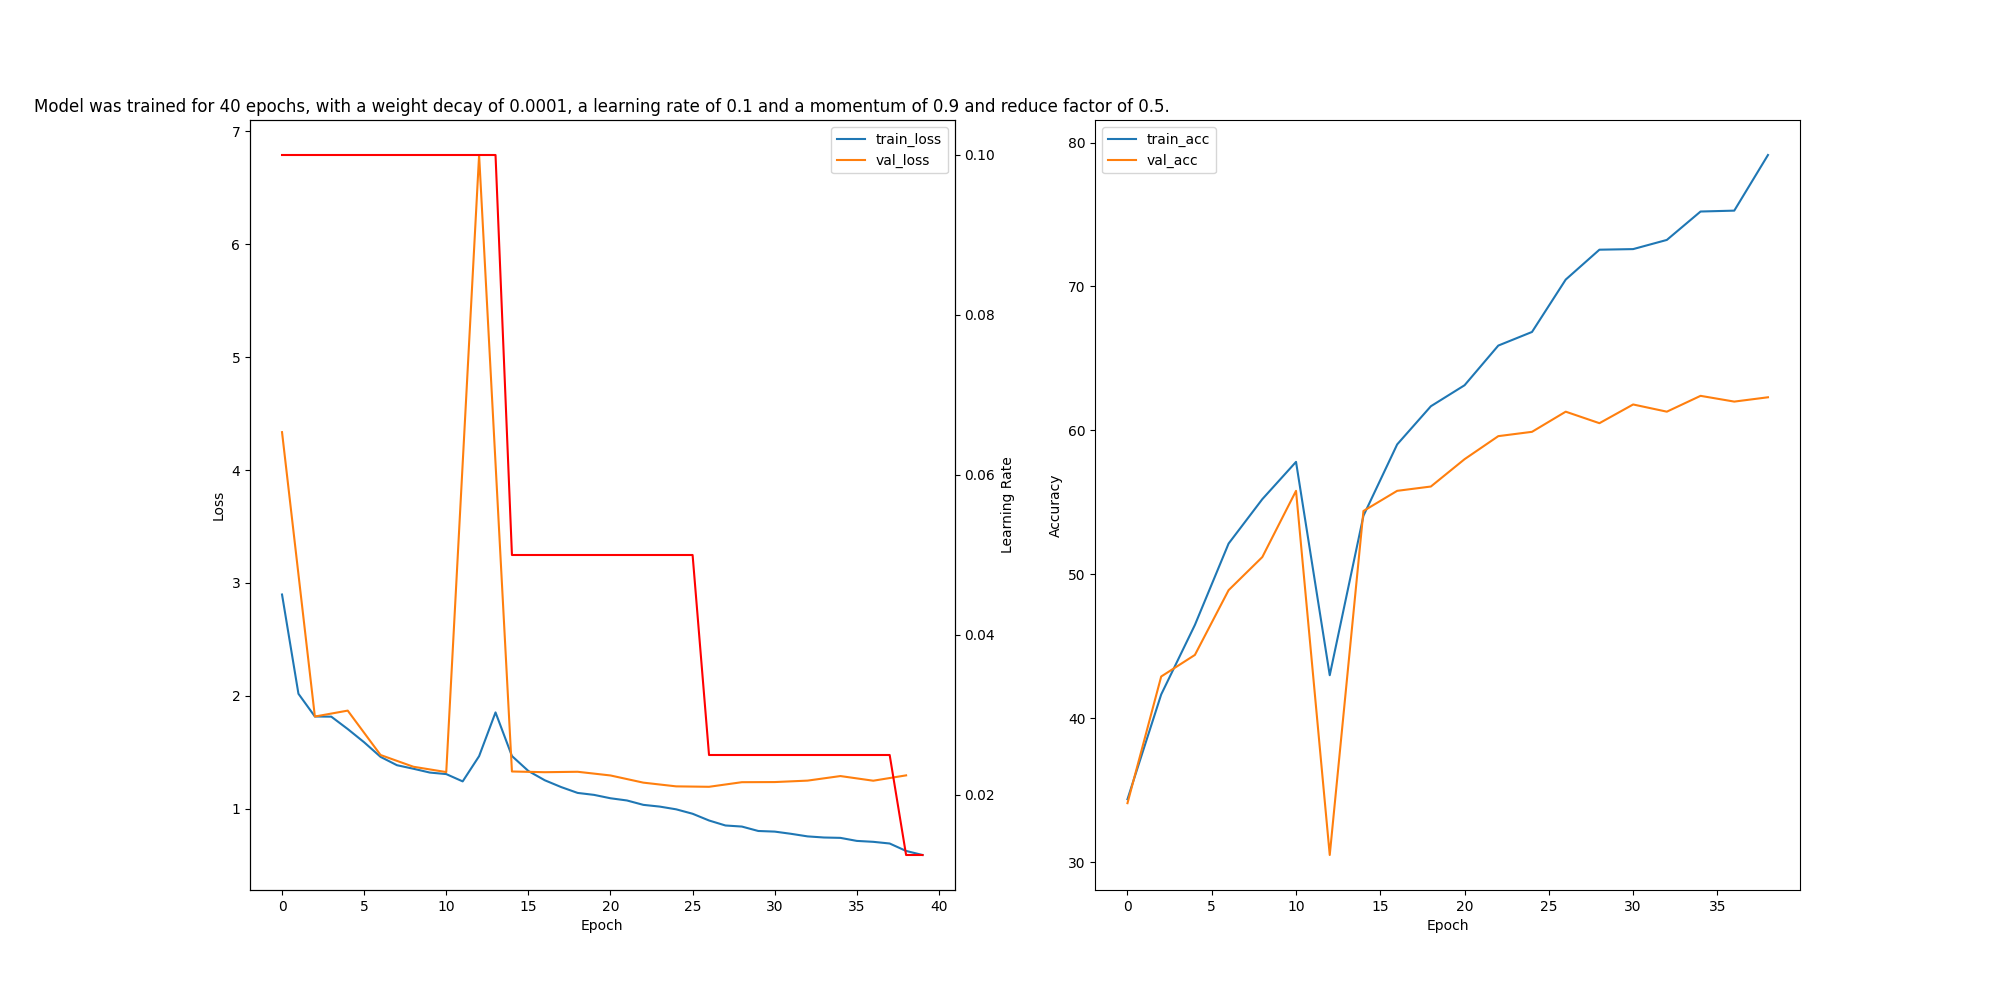 Model was trained for 40 epochs, with a weight decay of 0.0001, a learning rate of 0.1 and a momentum of 0.9 and reduce factor of 0.5.
train_loss
val_loss
7
6
5
4
3
2
1
Loss
0.10
0.08
0.06
0.04
0.02
Learning Rate
0 5 10 15 20 25 30 35 40
Epoch
train_acc
val_acc
80
70
60
50
40
30
Accuracy
0 5 10 15 20 25 30 35
Epoch